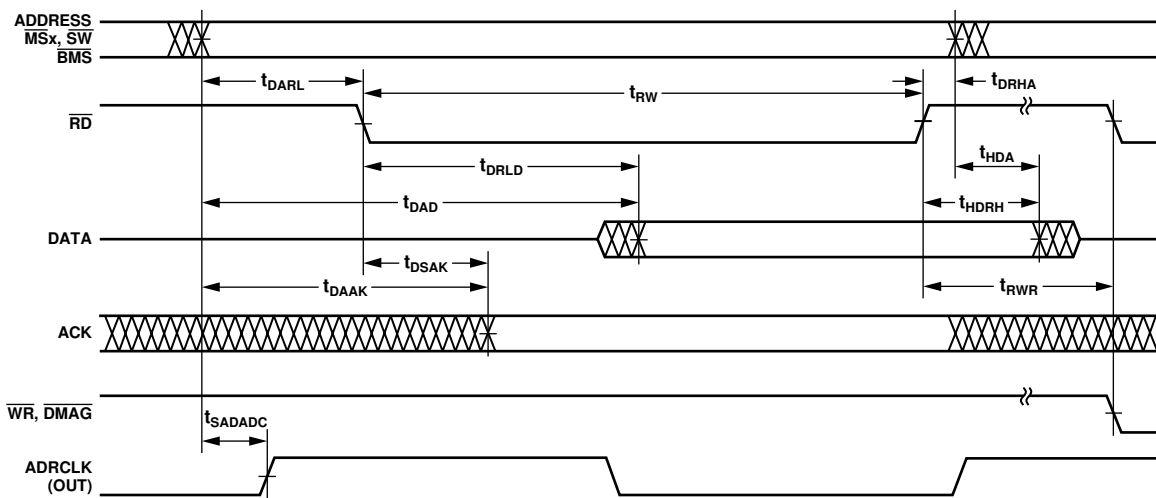 ADDRESS
MSx, SW
BMS
tDARL
tRW
tDRHA
RD
tDRLD
tHDA
tDAD
tHDRH
DATA
tDSAK
tDAAK
tRWR
ACK
WR, DMAG
tSADADC
ADRCLK
(OUT)